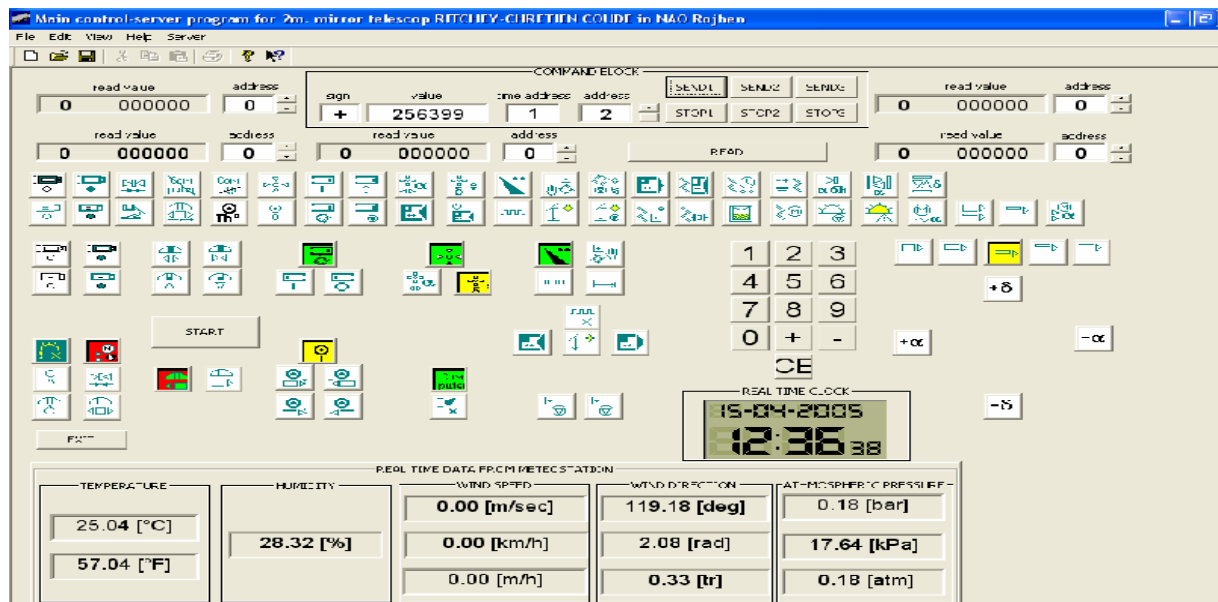 Main control-server program for 2m. mirror telescop RITCHEY-CHRETIEN COUDE in NAO Rojhen
File Edit View Help Server
COMMAND BLOCK
read value address
sign value time address address
SEND1 SEND2 SEND3
read value address
0 000000 0
+ 256399 1 2
STOP1 STOP2 STOP3
0 000000 0
read value address
read value address
read value address
0 000000 0
0 000000 0
READ
0 000000 0
1 2 3
4 5 6
+δ
7 8 9
START
0 + -
+α
-α
CE
REAL TIME CLOCK
15-04-2005
-δ
12:36 38
EXIT
REAL TIME DATA FROM METEOSTATION
TEMPERATURE
HUMIDITY
WIND SPEED
WIND DIRECTION
ATHMOSPHERIC PRESSURE
0.00 [m/sec]
119.18 [deg]
0.18 [bar]
25.04 [°C]
28.32 [%]
0.00 [km/h]
2.08 [rad]
17.64 [kPa]
57.04 [°F]
0.00 [m/h]
0.33 [tr]
0.18 [atm]